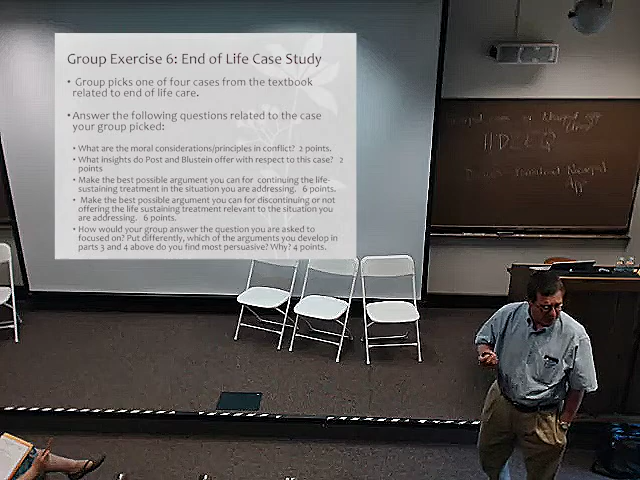 Group Exercise 6: End of Life Case Study
• Group picks one of four cases from the textbook
related to end of life care.
• Answer the following questions related to the case
your group picked:
• What are the moral considerations/principles in conflict? 2 points.
• What insights do Post and Blustein offer with respect to this case? 2
points
• Make the best possible argument you can for continuing the life-
sustaining treatment in the situation you are addressing. 6 points.
• Make the best possible argument you can for discontinuing or not
offering the life sustaining treatment relevant to the situation you
are addressing. 6 points.
• How would your group answer the question you are asked to
focused on? Put differently, which of the arguments you develop in
parts 3 and 4 above do you find most persuasive? Why? 4 points.